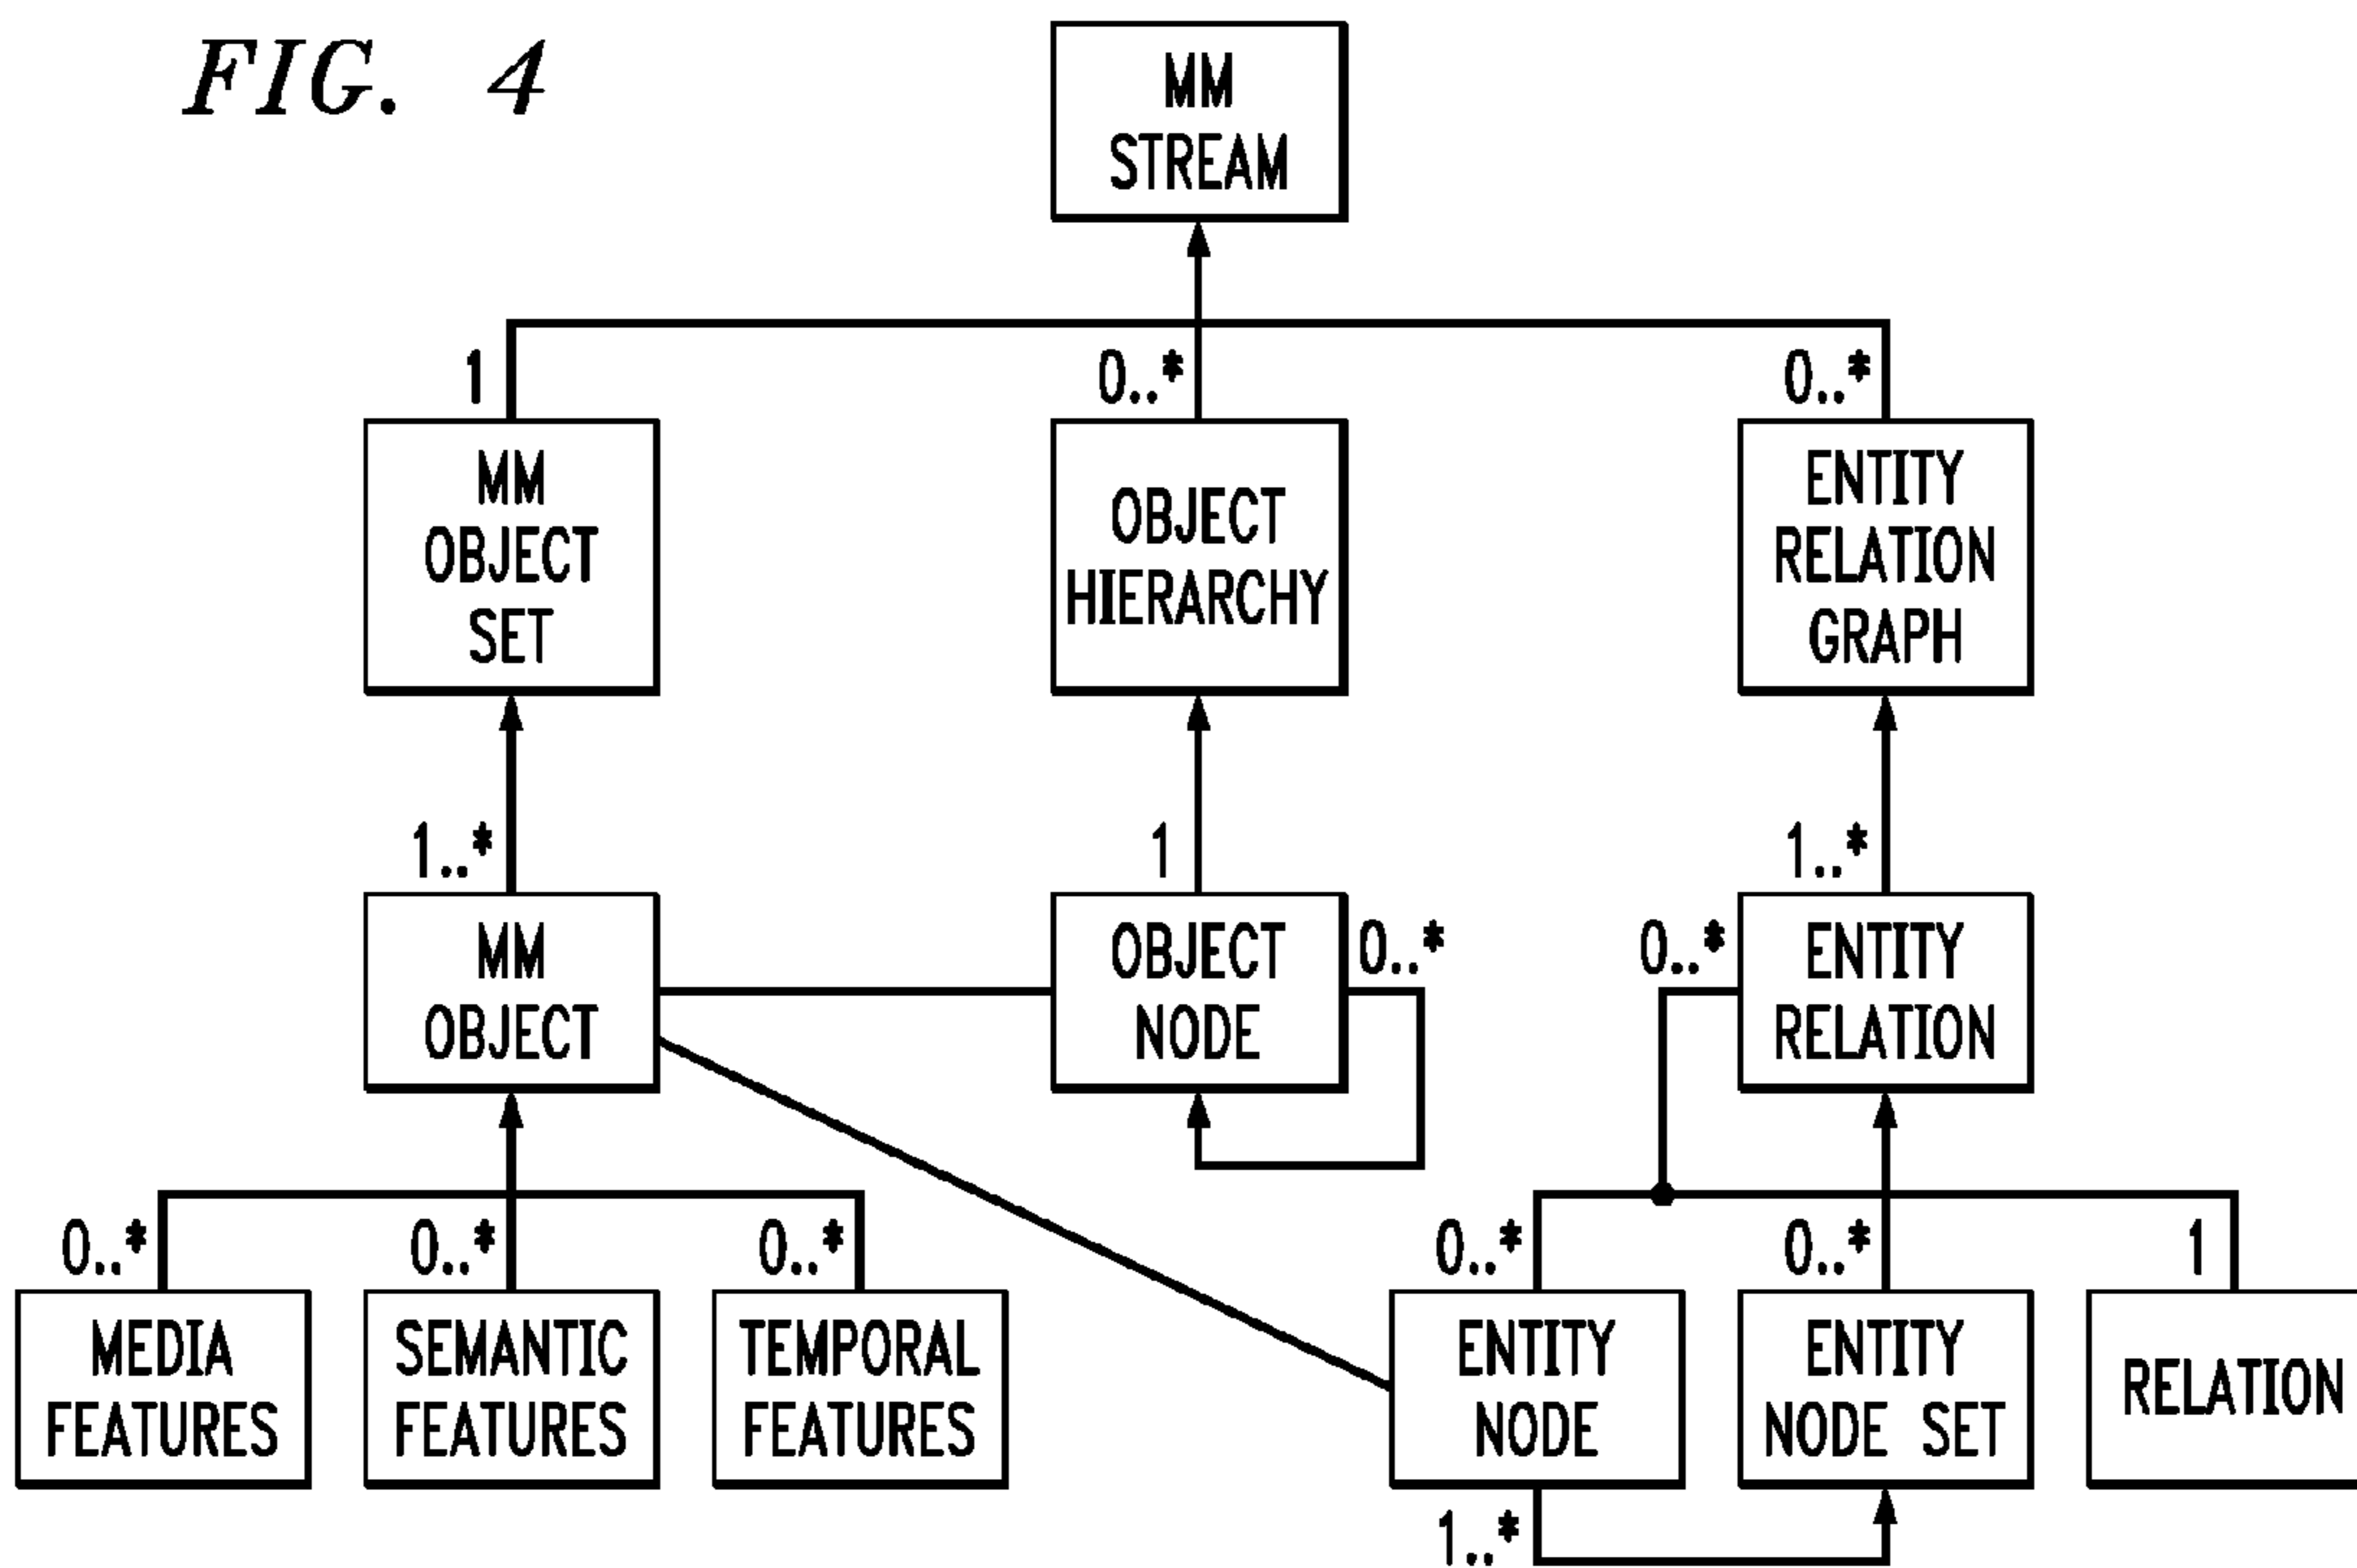 FIG. 4
MM
STREAM
1
0..*
0..*
MM
OBJECT
SET
OBJECT
HIERARCHY
ENTITY
RELATION
GRAPH
1..*
1
1..*
MM
OBJECT
OBJECT
NODE
0..*
0..*
ENTITY
RELATION
0..*
0..*
0..*
0..*
0..*
1
MEDIA
FEATURES
SEMANTIC
FEATURES
TEMPORAL
FEATURES
ENTITY
NODE
ENTITY
NODE SET
RELATION
1..*